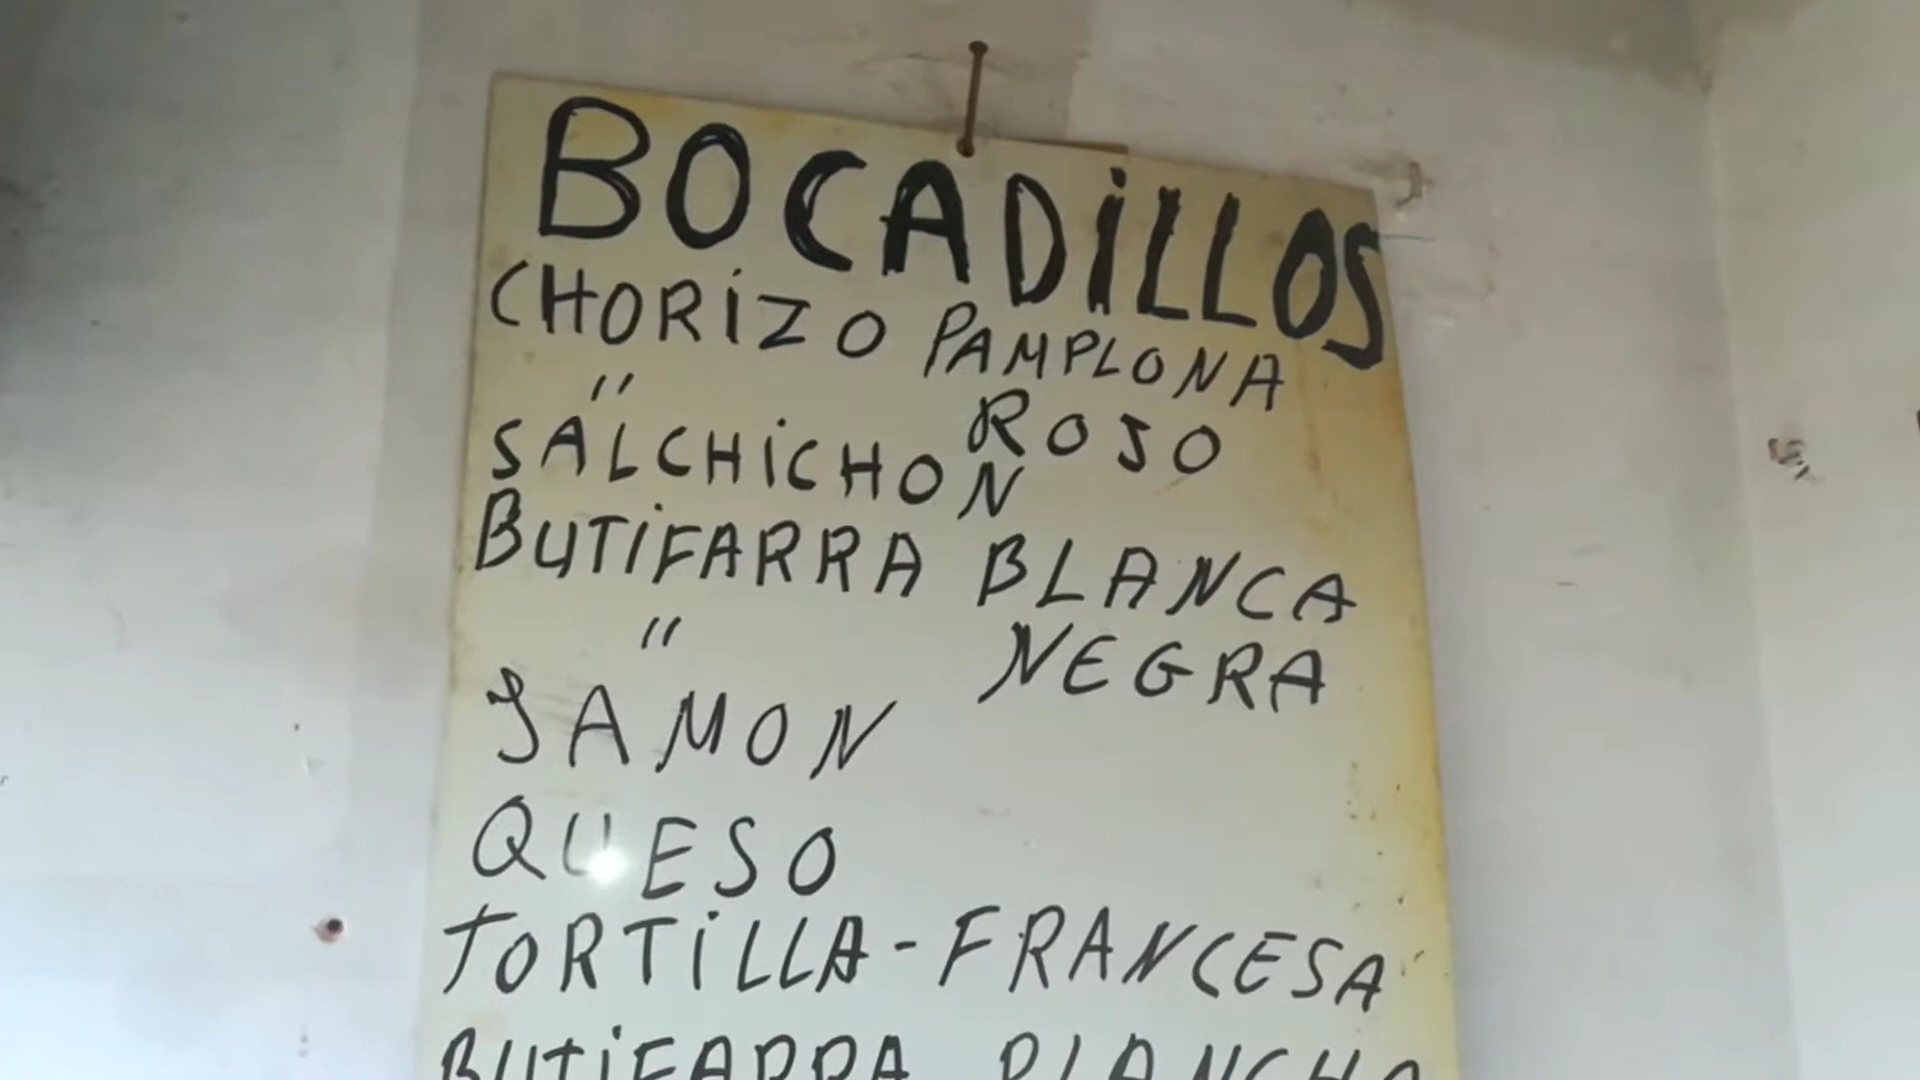 BOCADiLLOS
CHORiZO PAMPLONA
" ROJO
SALCHiCHON
BUTiFARRA BLANCA
" NEGRA
JAMON
QUESO
TORTiLLA-FRANCESA
BUTiFARRA PLANCHA